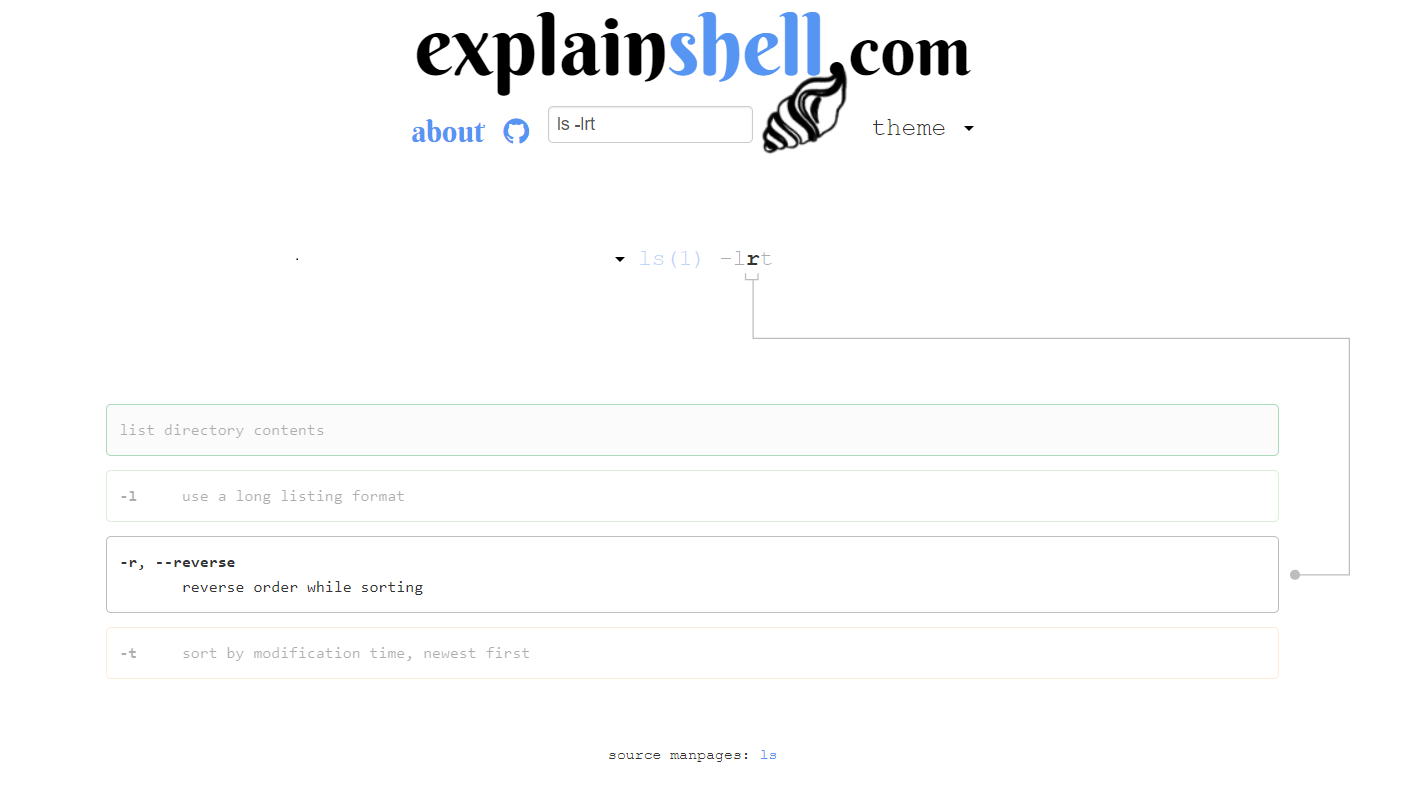 explainshell.com
about ls -lrt theme
ls(1) -lrt
list directory contents
-l use a long listing format
-r, --reverse
reverse order while sorting
-t sort by modification time, newest first
source manpages: ls